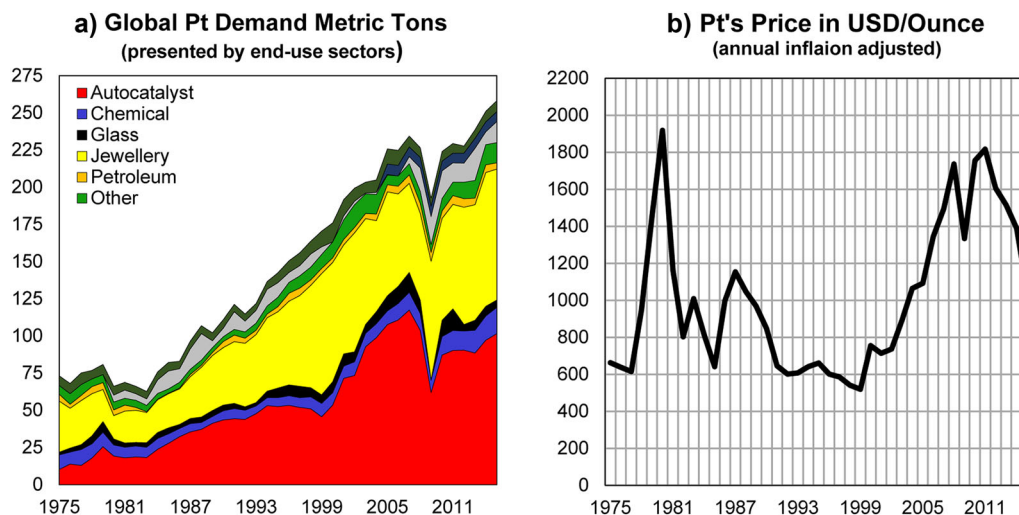 a) Global Pt Demand Metric Tons
(presented by end-use sectors)
275
250
225
200
175
150
125
100
75
50
25
0
Autocatalyst
Chemical
Glass
Jewellery
Petroleum
Other
1975 1981 1987 1993 1999 2005 2011
b) Pt's Price in USD/Ounce
(annual inflaion adjusted)
2200
2000
1800
1600
1400
1200
1000
800
600
400
200
0
1975 1981 1987 1993 1999 2005 2011